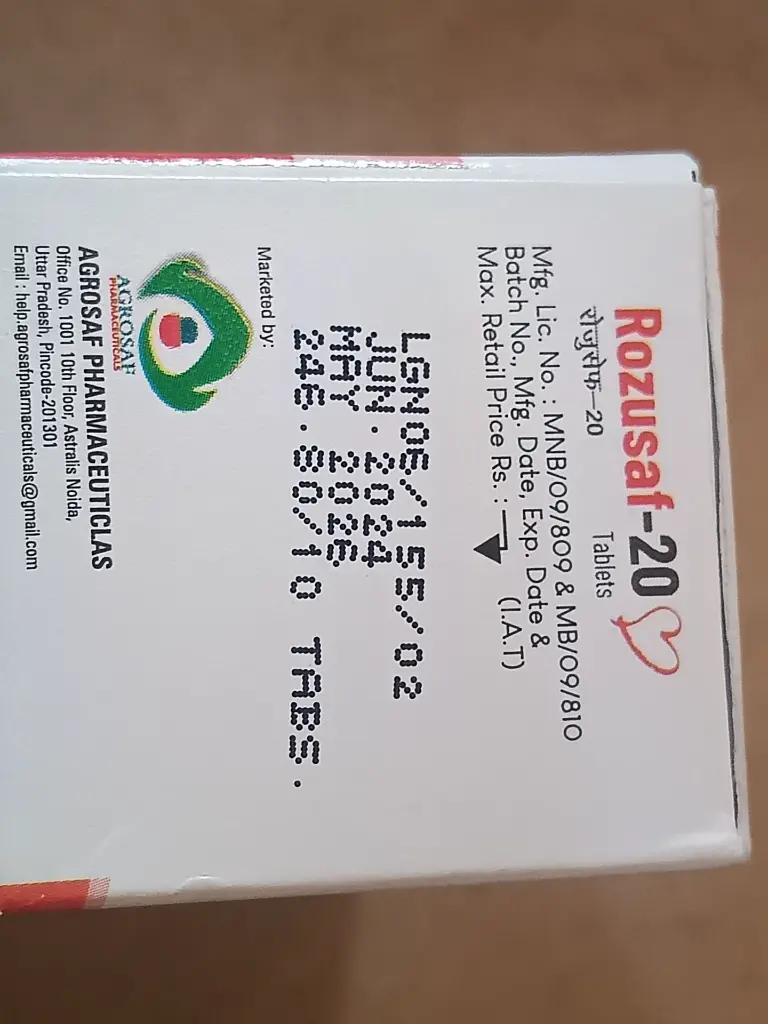 Rozusaf-20
रोजुसेफ–20 Tablets
Mfg. Lic. No.: MNB/09/809 & MB/09/810
Batch No., Mfg. Date, Exp. Date &
Max. Retail Price Rs. : (I.A.T)
LGN06/155/02
JUN.2024
MAY 2026
246.80/10 TABS.
Marketed by:
AGROSAF
PHARMACEUTICALS
AGROSAF PHARMACEUTICLAS
Office No. 1001 10th Floor, Astralis Noida,
Uttar Pradesh, Pincode-201301
Email : help.agrosafpharmaceuticals@gmail.com